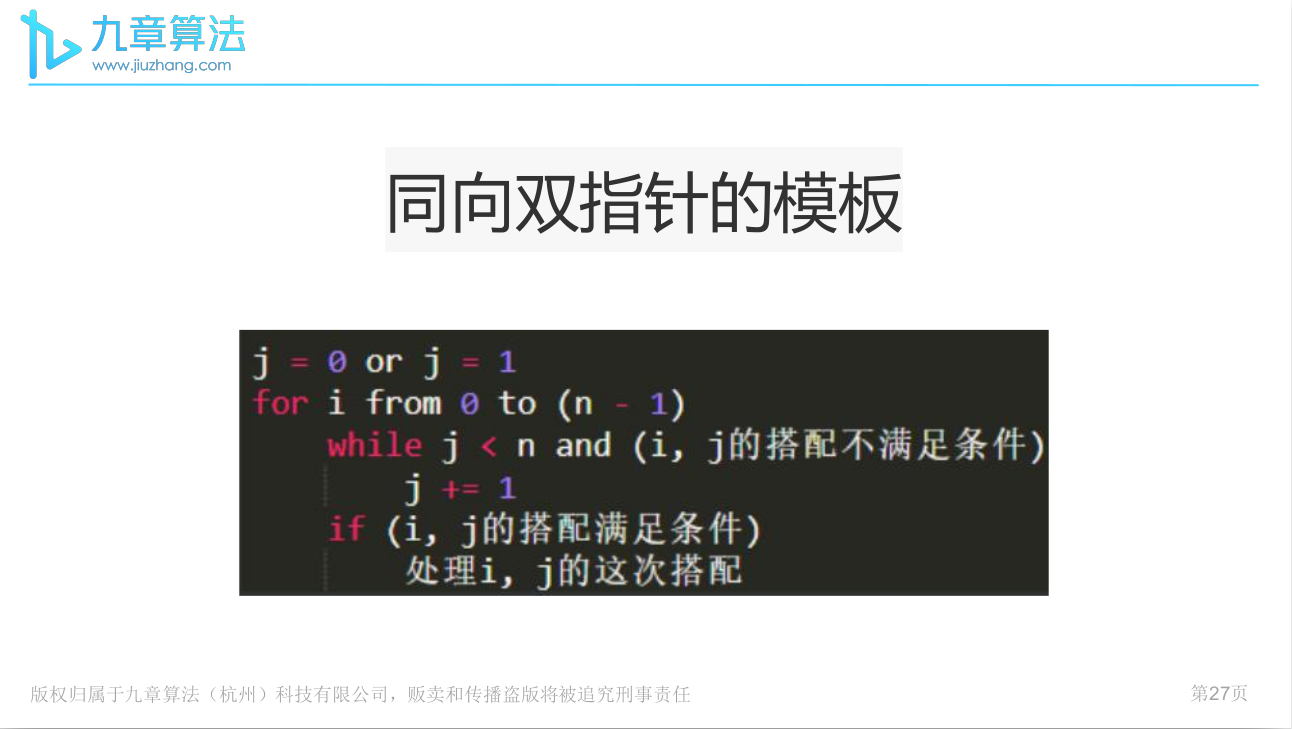 九章算法
www.jiuzhang.com
同向双指针的模板
j = 0 or j = 1
for i from 0 to (n - 1)
    while j < n and (i, j的搭配不满足条件)
        j += 1
    if (i, j的搭配满足条件)
        处理i, j的这次搭配
版权归属于九章算法（杭州）科技有限公司，贩卖和传播盗版将被追究刑事责任
第27页